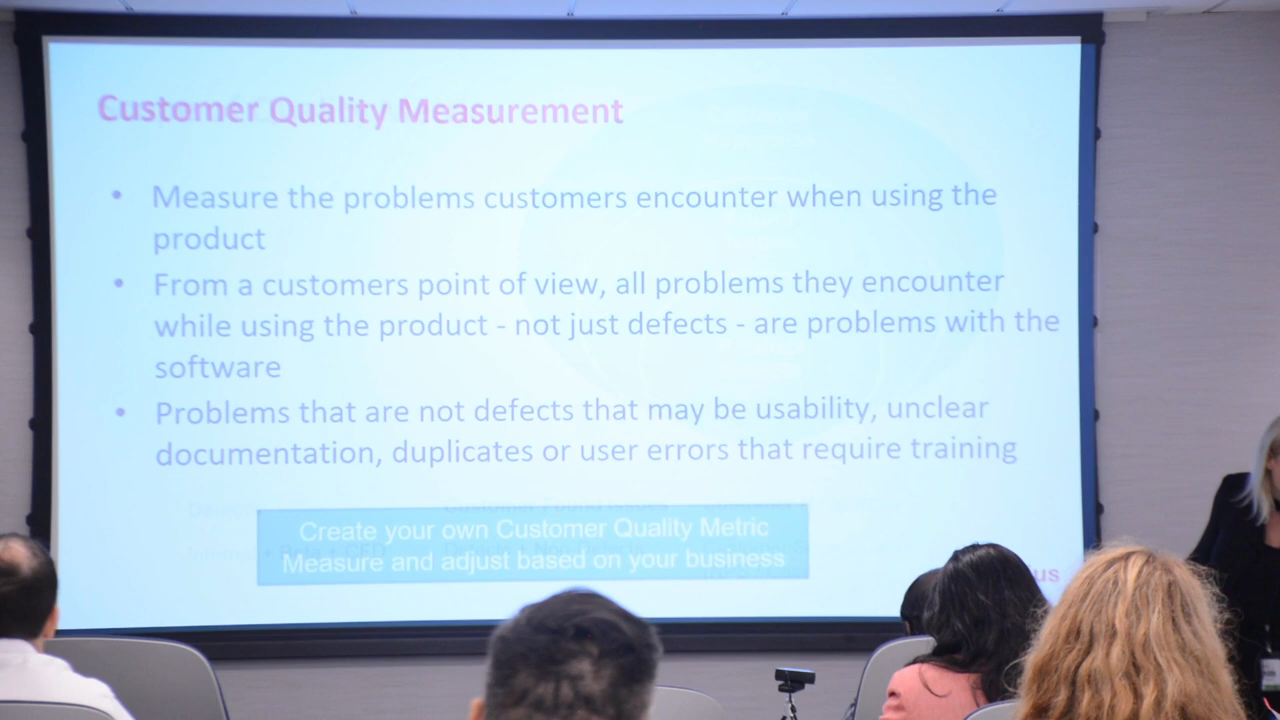 Customer Quality Measurement
• Measure the problems customers encounter when using the
product
• From a customers point of view, all problems they encounter
while using the product - not just defects - are problems with the
software
• Problems that are not defects that may be usability, unclear
documentation, duplicates or user errors that require training
Create your own Customer Quality Metric
Measure and adjust based on your business
us